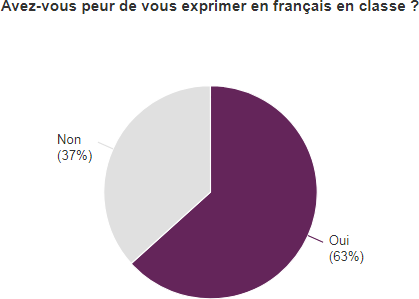 Avez-vous peur de vous exprimer en français en classe ?
Non
(37%)
Oui
(63%)